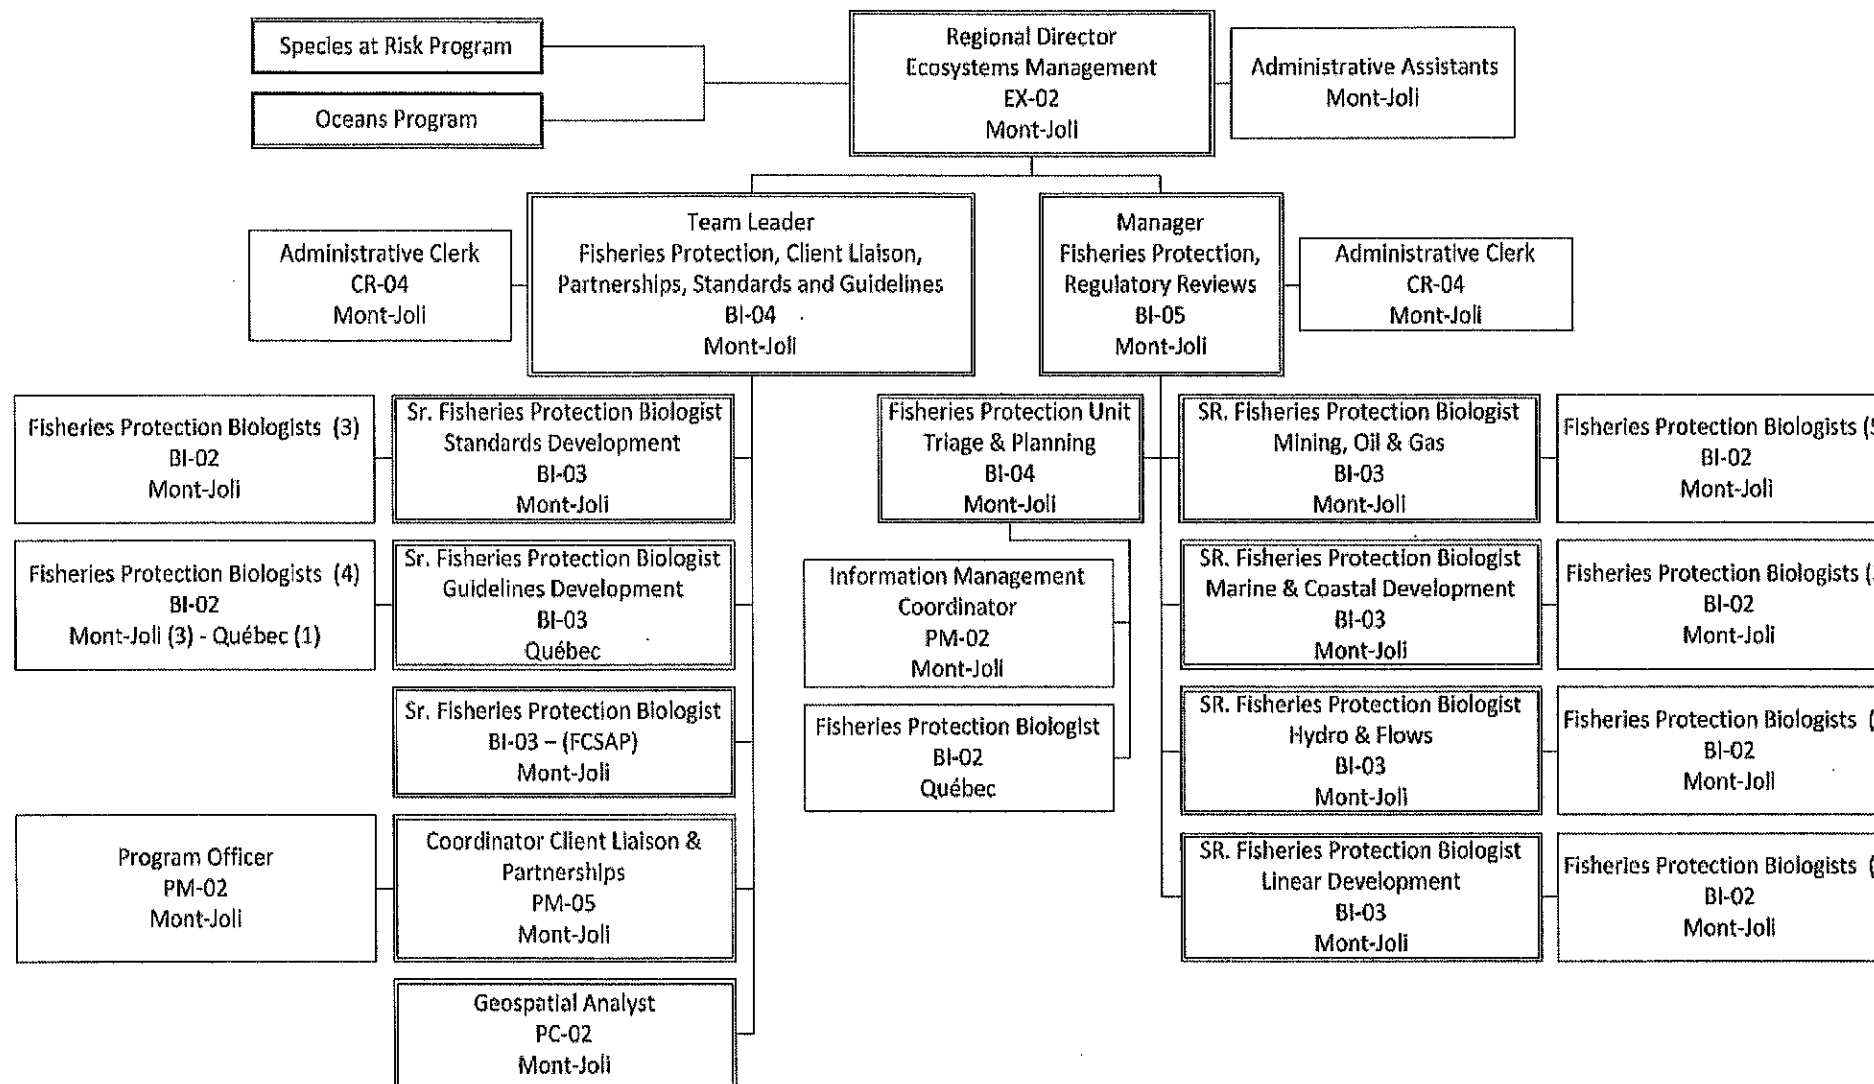 Species at Risk Program
Oceans Program
Regional Director
Ecosystems Management
EX-02
Mont-Joli
Administrative Assistants
Mont-Joli
Administrative Clerk
CR-04
Mont-Joli
Team Leader
Fisheries Protection, Client Liaison,
Partnerships, Standards and Guidelines
BI-04
Mont-Joli
Manager
Fisheries Protection,
Regulatory Reviews
BI-05
Mont-Joli
Administrative Clerk
CR-04
Mont-Joli
Fisheries Protection Biologists (3)
BI-02
Mont-Joli
Sr. Fisheries Protection Biologist
Standards Development
BI-03
Mont-Joli
Fisheries Protection Biologists (4)
BI-02
Mont-Joli (3) - Québec (1)
Sr. Fisheries Protection Biologist
Guidelines Development
BI-03
Québec
Sr. Fisheries Protection Biologist
BI-03 – (FCSAP)
Mont-Joli
Program Officer
PM-02
Mont-Joli
Coordinator Client Liaison &
Partnerships
PM-05
Mont-Joli
Geospatial Analyst
PC-02
Mont-Joli
Fisheries Protection Unit
Triage & Planning
BI-04
Mont-Joli
Information Management
Coordinator
PM-02
Mont-Joli
Fisheries Protection Biologist
BI-02
Québec
SR. Fisheries Protection Biologist
Mining, Oil & Gas
BI-03
Mont-Joli
Fisheries Protection Biologists
BI-02
Mont-Joli
SR. Fisheries Protection Biologist
Marine & Coastal Development
BI-03
Mont-Joli
Fisheries Protection Biologists
BI-02
Mont-Joli
SR. Fisheries Protection Biologist
Hydro & Flows
BI-03
Mont-Joli
Fisheries Protection Biologists
BI-02
Mont-Joli
SR. Fisheries Protection Biologist
Linear Development
BI-03
Mont-Joli
Fisheries Protection Biologists
BI-02
Mont-Joli